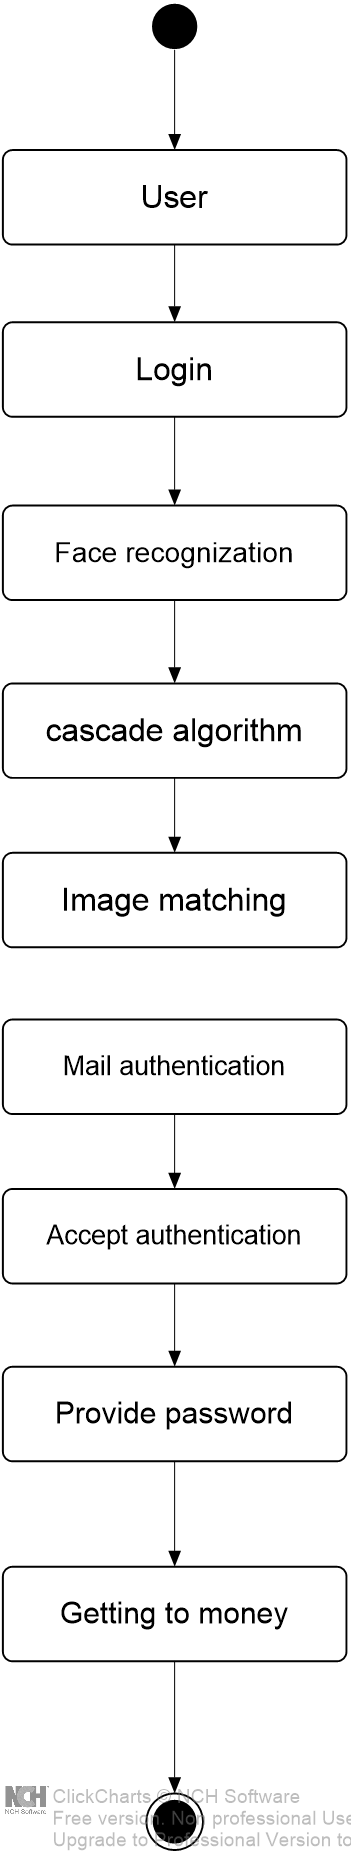 User
Login
Face recognization
cascade algorithm
Image matching
Mail authentication
Accept authentication
Provide password
Getting to money
NCH
NCH Software
ClickCharts © NCH Software
Free version. Non professional Use
Upgrade to Professional Version to